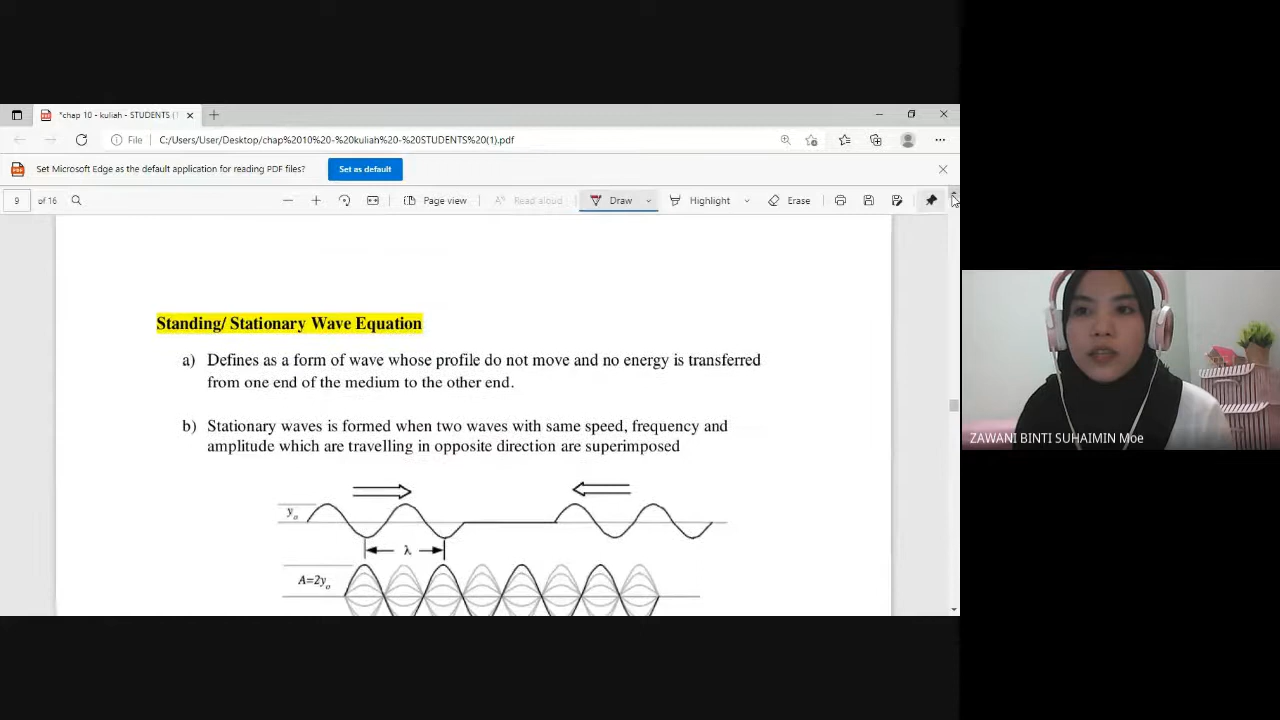 *chap 10 - kuliah - STUDENTS (1
File
C:/Users/User/Desktop/chap%2010%20-%20kuliah%20-%20STUDENTS%20(1).pdf
Set Microsoft Edge as the default application for reading PDF files?
Set as default
9 of 16
Page view
Read aloud
Draw
Highlight
Erase
Standing/ Stationary Wave Equation
a) Defines as a form of wave whose profile do not move and no energy is transferred
from one end of the medium to the other end.
b) Stationary waves is formed when two waves with same speed, frequency and
amplitude which are travelling in opposite direction are superimposed
yo
λ
A=2yo
ZAWANI BINTI SUHAIMIN Moe